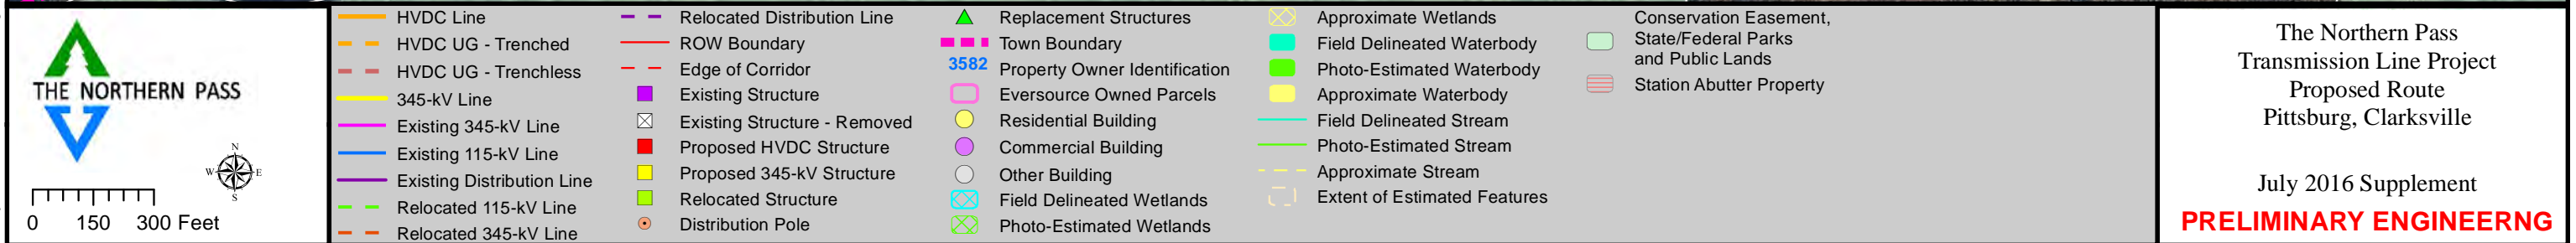 THE NORTHERN PASS
N
W E
S
0 150 300 Feet
HVDC Line
HVDC UG - Trenched
HVDC UG - Trenchless
345-kV Line
Existing 345-kV Line
Existing 115-kV Line
Existing Distribution Line
Relocated 115-kV Line
Relocated 345-kV Line
Relocated Distribution Line
ROW Boundary
Edge of Corridor
Existing Structure
Existing Structure - Removed
Proposed HVDC Structure
Proposed 345-kV Structure
Relocated Structure
Distribution Pole
Replacement Structures
Town Boundary
3582 Property Owner Identification
Eversource Owned Parcels
Residential Building
Commercial Building
Other Building
Field Delineated Wetlands
Photo-Estimated Wetlands
Approximate Wetlands
Field Delineated Waterbody
Photo-Estimated Waterbody
Approximate Waterbody
Field Delineated Stream
Photo-Estimated Stream
Approximate Stream
Extent of Estimated Features
Conservation Easement,
State/Federal Parks
and Public Lands
Station Abutter Property
The Northern Pass
Transmission Line Project
Proposed Route
Pittsburg, Clarksville
July 2016 Supplement
PRELIMINARY ENGINEERNG